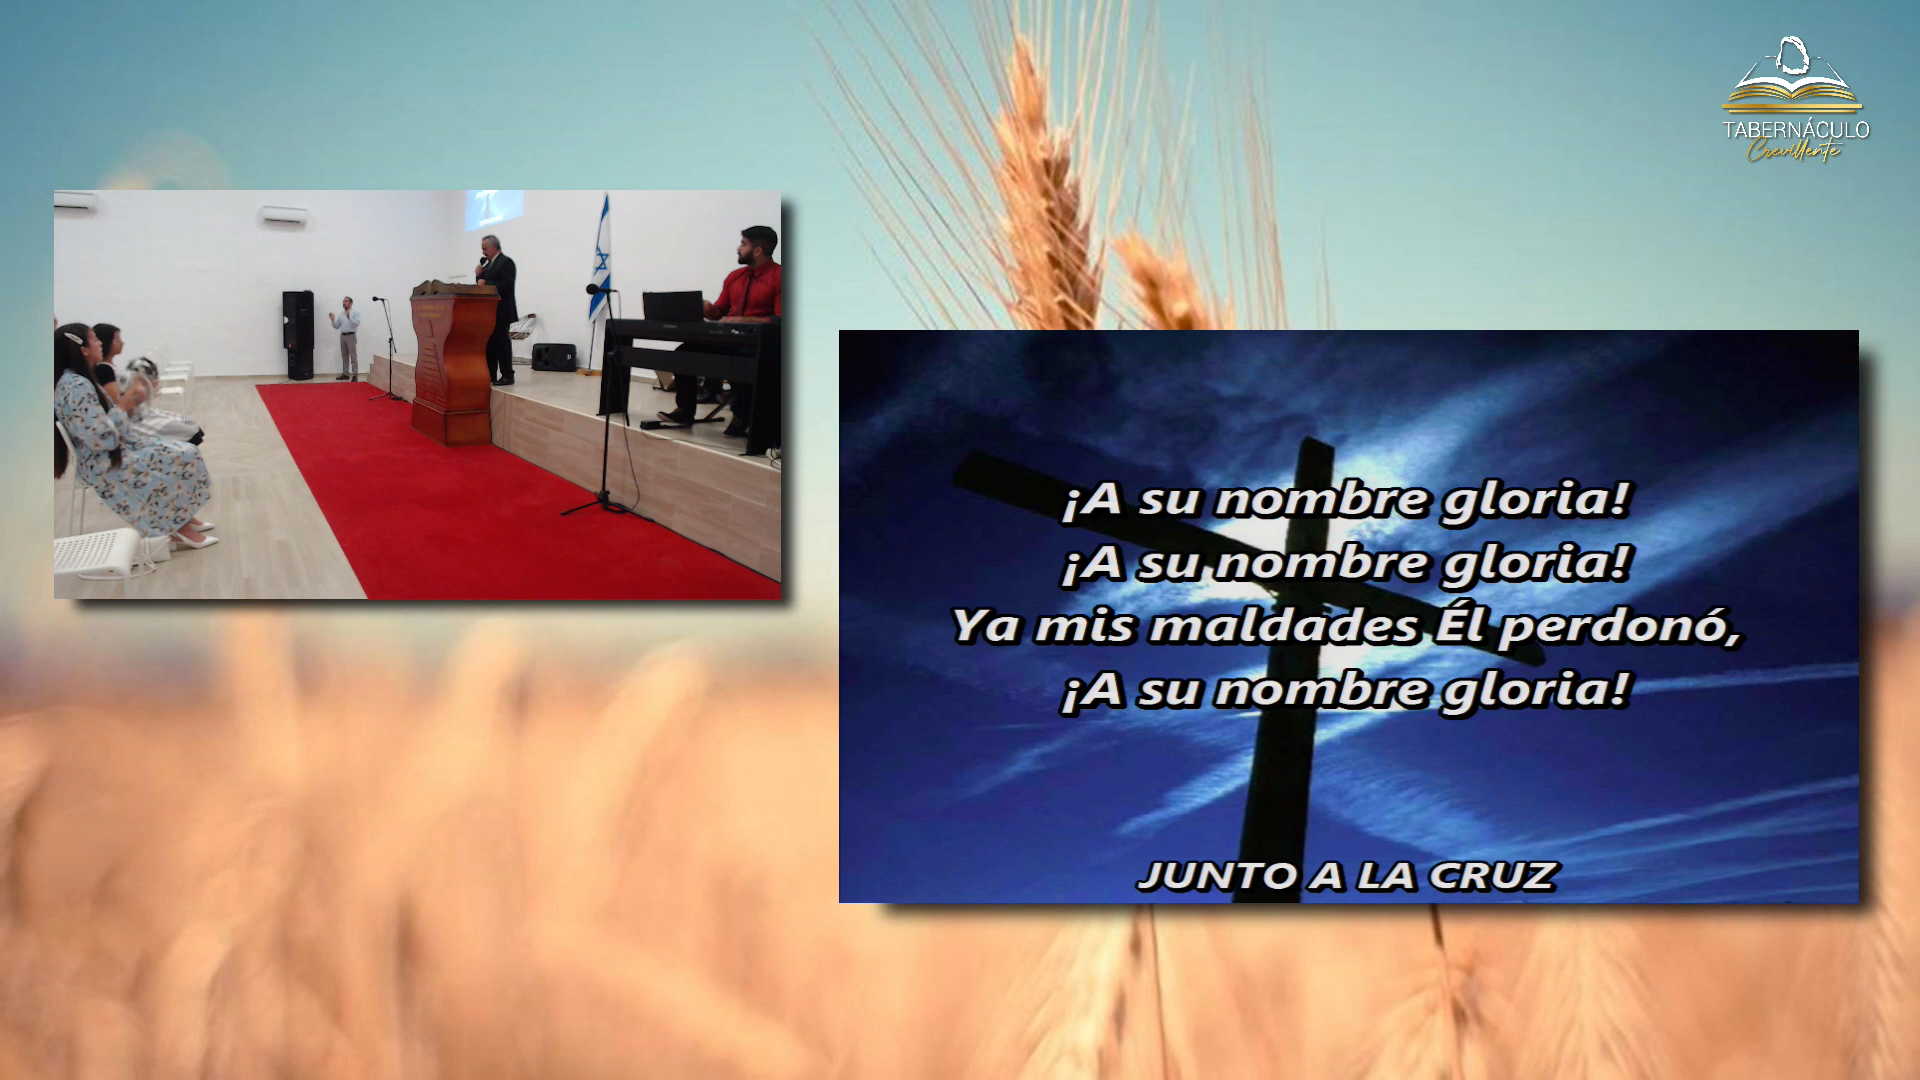 TABERNÁCULO
Crevillente
¡A su nombre gloria!
¡A su nombre gloria!
Ya mis maldades Él perdonó,
¡A su nombre gloria!
JUNTO A LA CRUZ